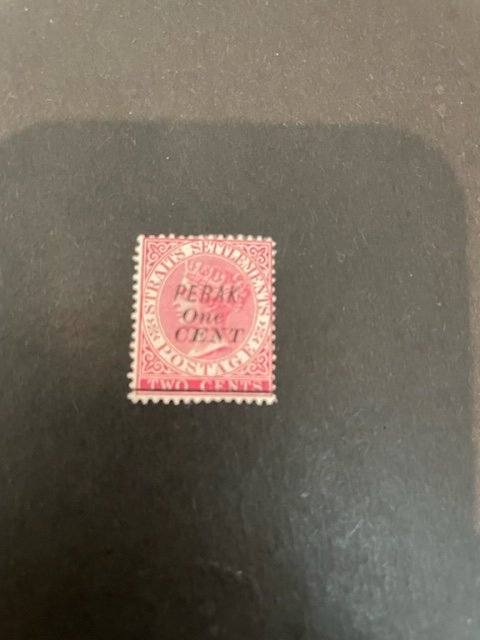 STRAITS SETTLEMENTS
PERAK
One
CENT
POSTAGE
TWO CENTS